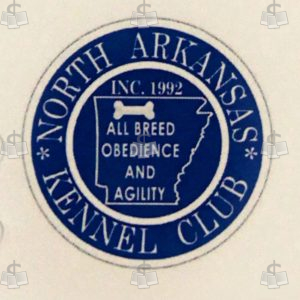 * NORTH ARKANSAS *
KENNEL CLUB
INC. 1992
ALL BREED
OBEDIENCE
AND
AGILITY